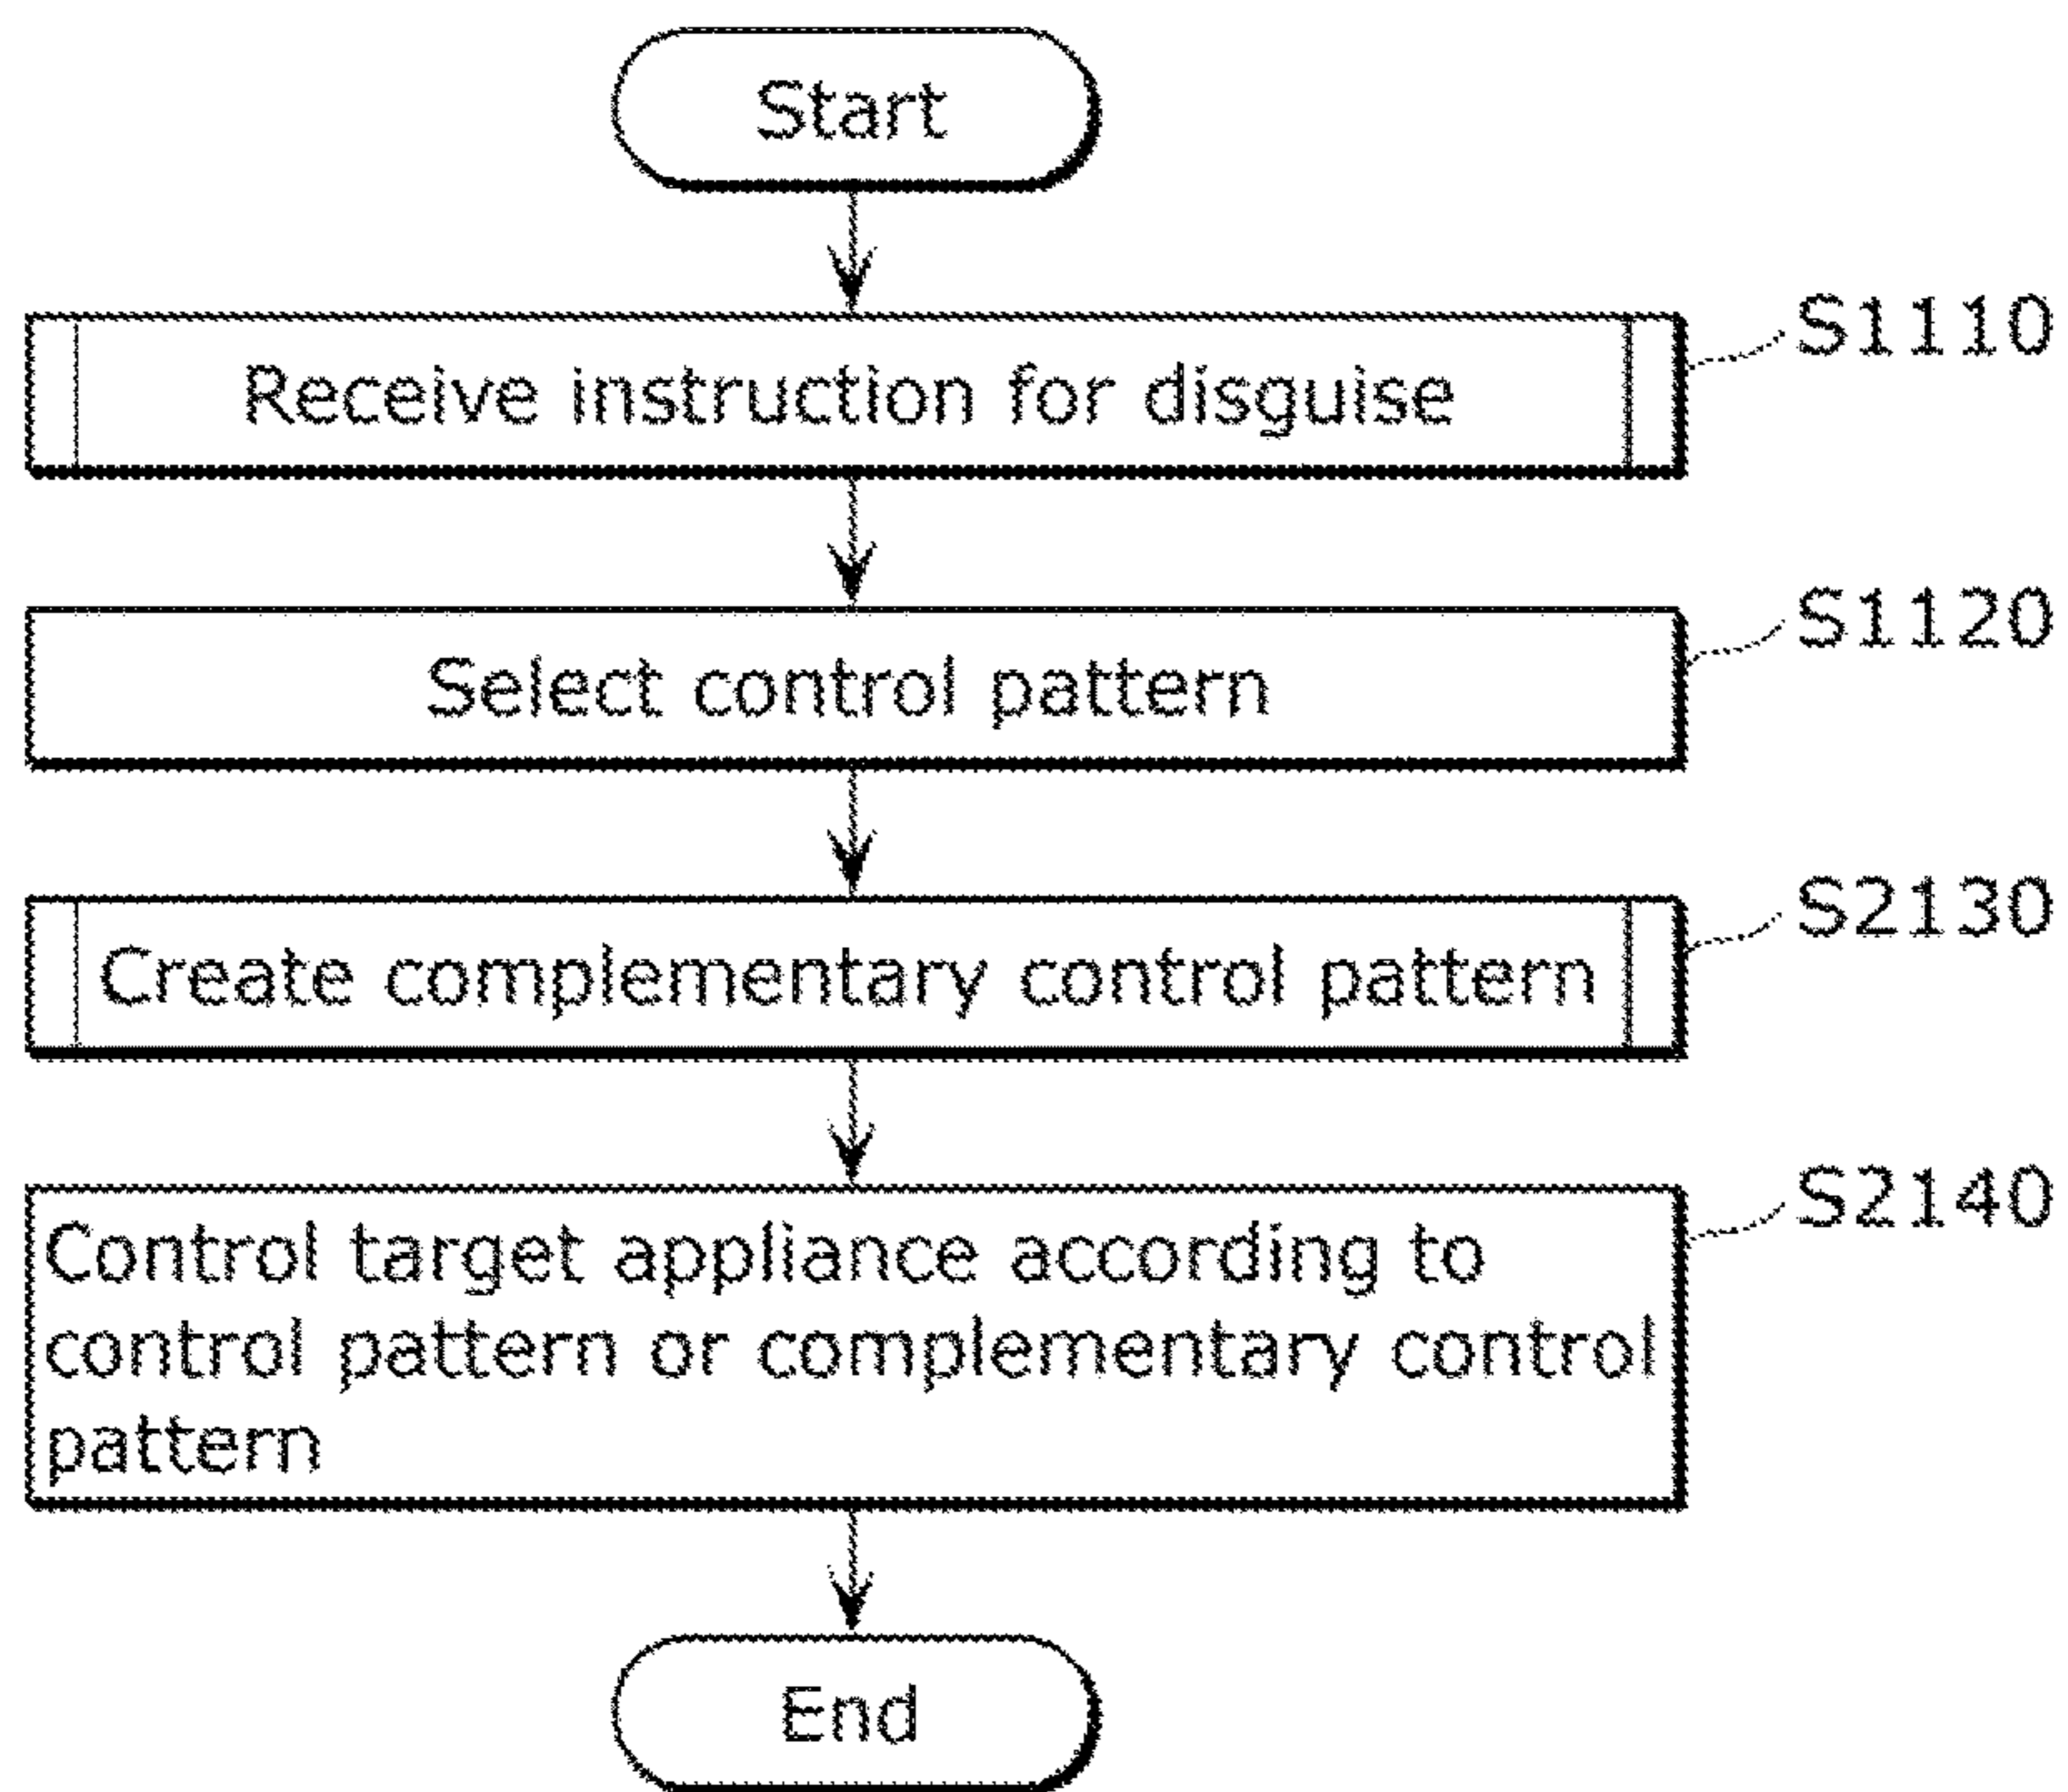 Start
S1110
Receive instruction for disguise
S1120
Select control pattern
S2130
Create complementary control pattern
S2140
Control target appliance according to
control pattern or complementary control
pattern
End